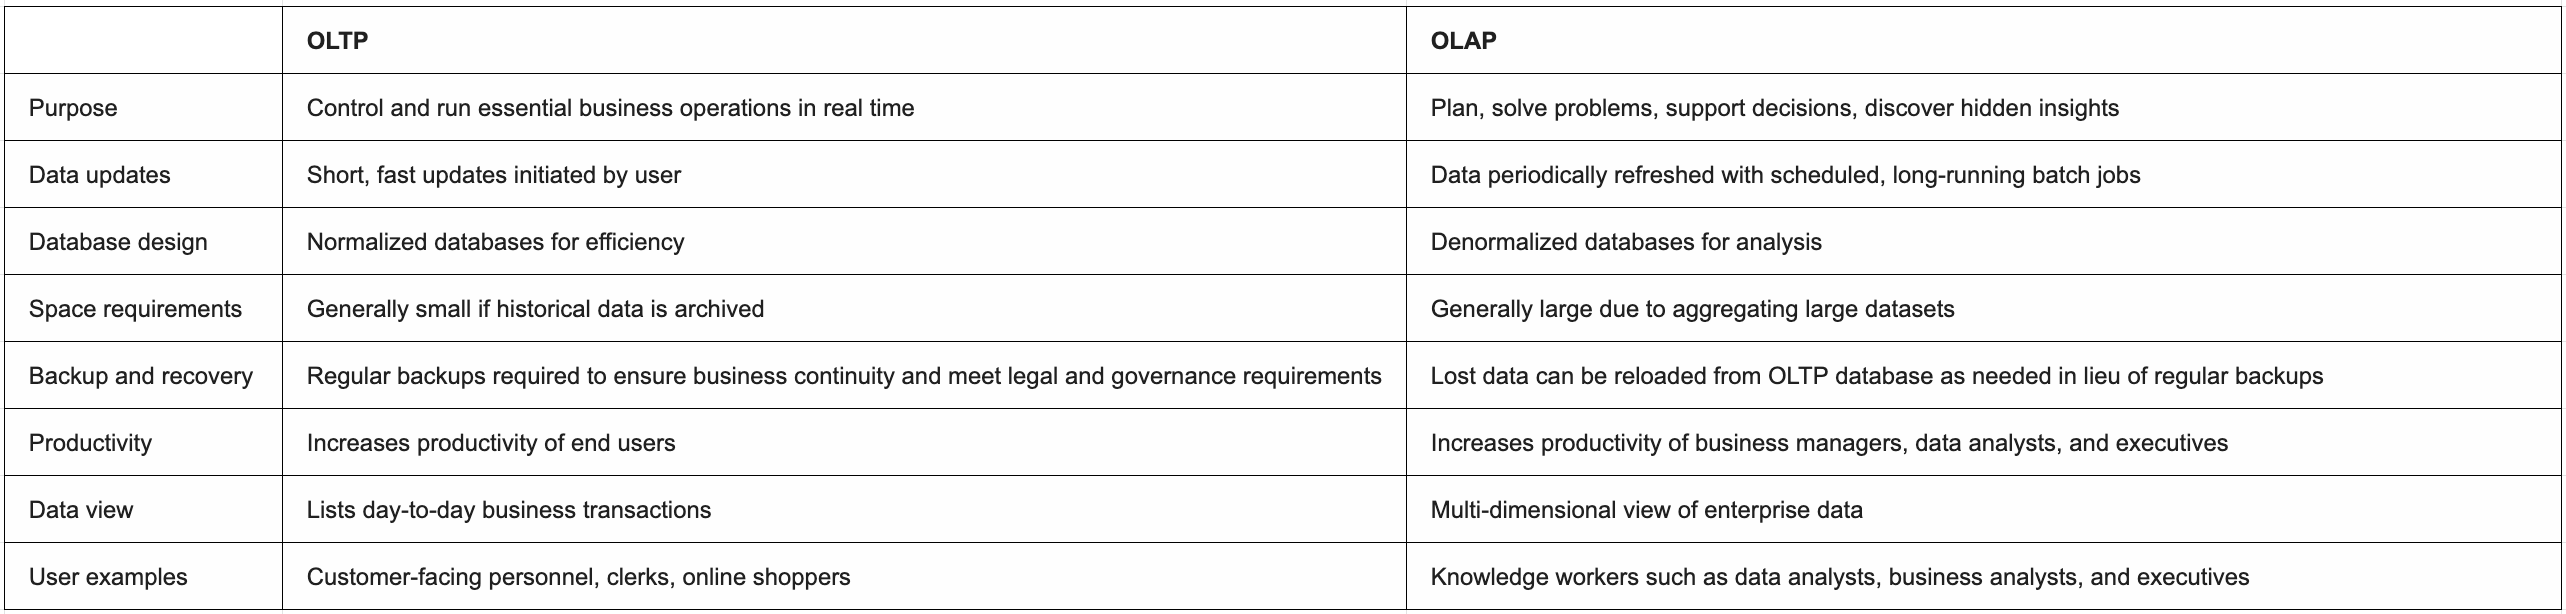 OLTP OLAP
Purpose Control and run essential business operations in real time Plan, solve problems, support decisions, discover hidden insights
Data updates Short, fast updates initiated by user Data periodically refreshed with scheduled, long-running batch jobs
Database design Normalized databases for efficiency Denormalized databases for analysis
Space requirements Generally small if historical data is archived Generally large due to aggregating large datasets
Backup and recovery Regular backups required to ensure business continuity and meet legal and governance requirements Lost data can be reloaded from OLTP database as needed in lieu of regular backups
Productivity Increases productivity of end users Increases productivity of business managers, data analysts, and executives
Data view Lists day-to-day business transactions Multi-dimensional view of enterprise data
User examples Customer-facing personnel, clerks, online shoppers Knowledge workers such as data analysts, business analysts, and executives